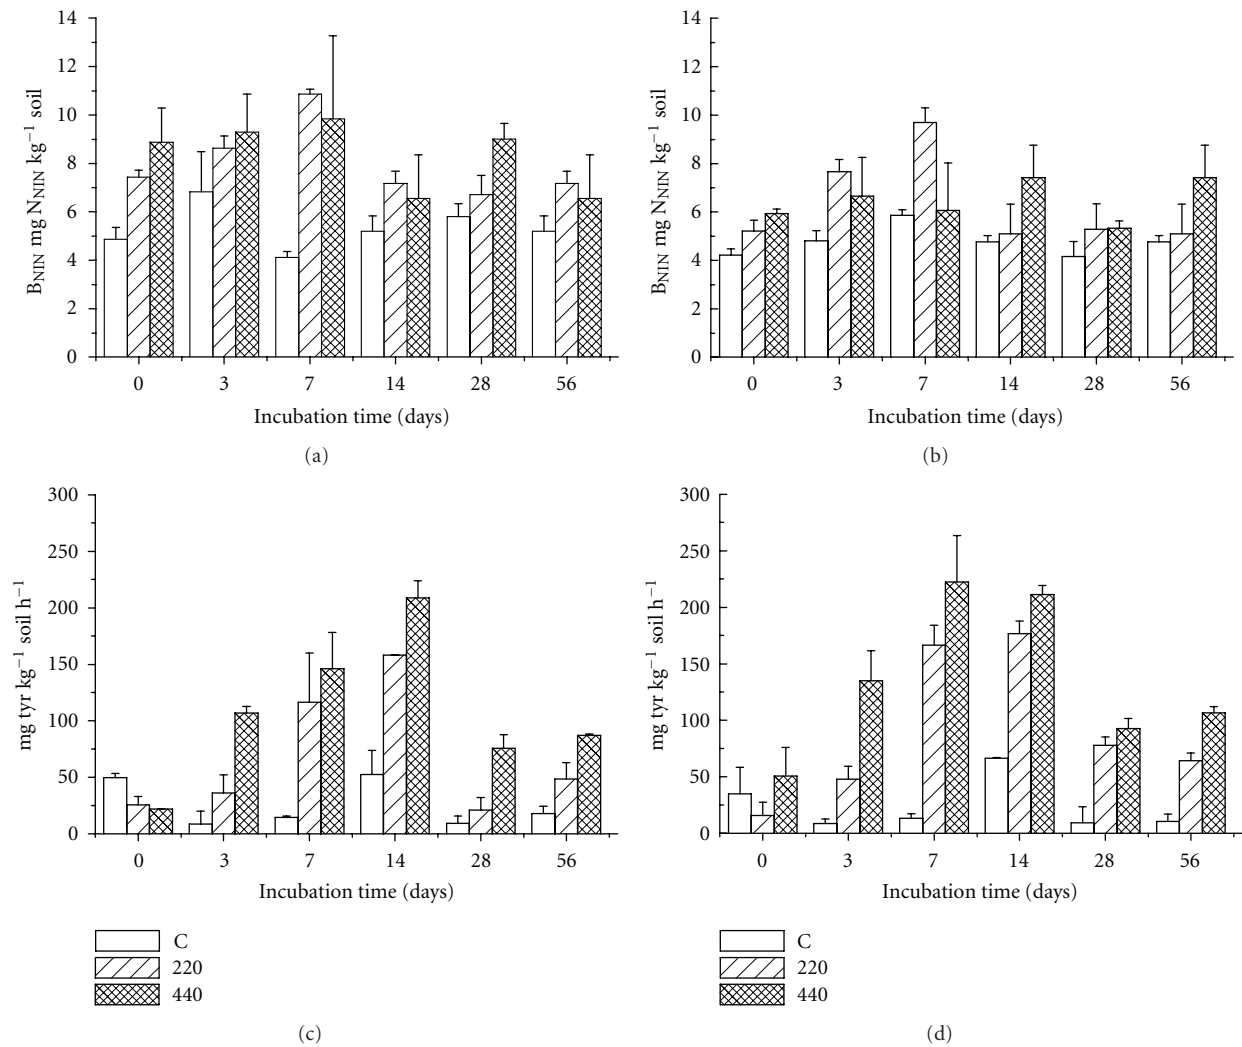 14
12
10
8
6
4
2
0
B_NIN mg N_NIN kg⁻¹ soil
0 3 7 14 28 56
Incubation time (days)
(a)
14
12
10
8
6
4
2
0
B_NIN mg N_NIN kg⁻¹ soil
0 3 7 14 28 56
Incubation time (days)
(b)
300
250
200
150
100
50
0
mg tyr kg⁻¹ soil h⁻¹
0 3 7 14 28 56
Incubation time (days)
C
220
440
(c)
300
250
200
150
100
50
0
mg tyr kg⁻¹ soil h⁻¹
0 3 7 14 28 56
Incubation time (days)
C
220
440
(d)